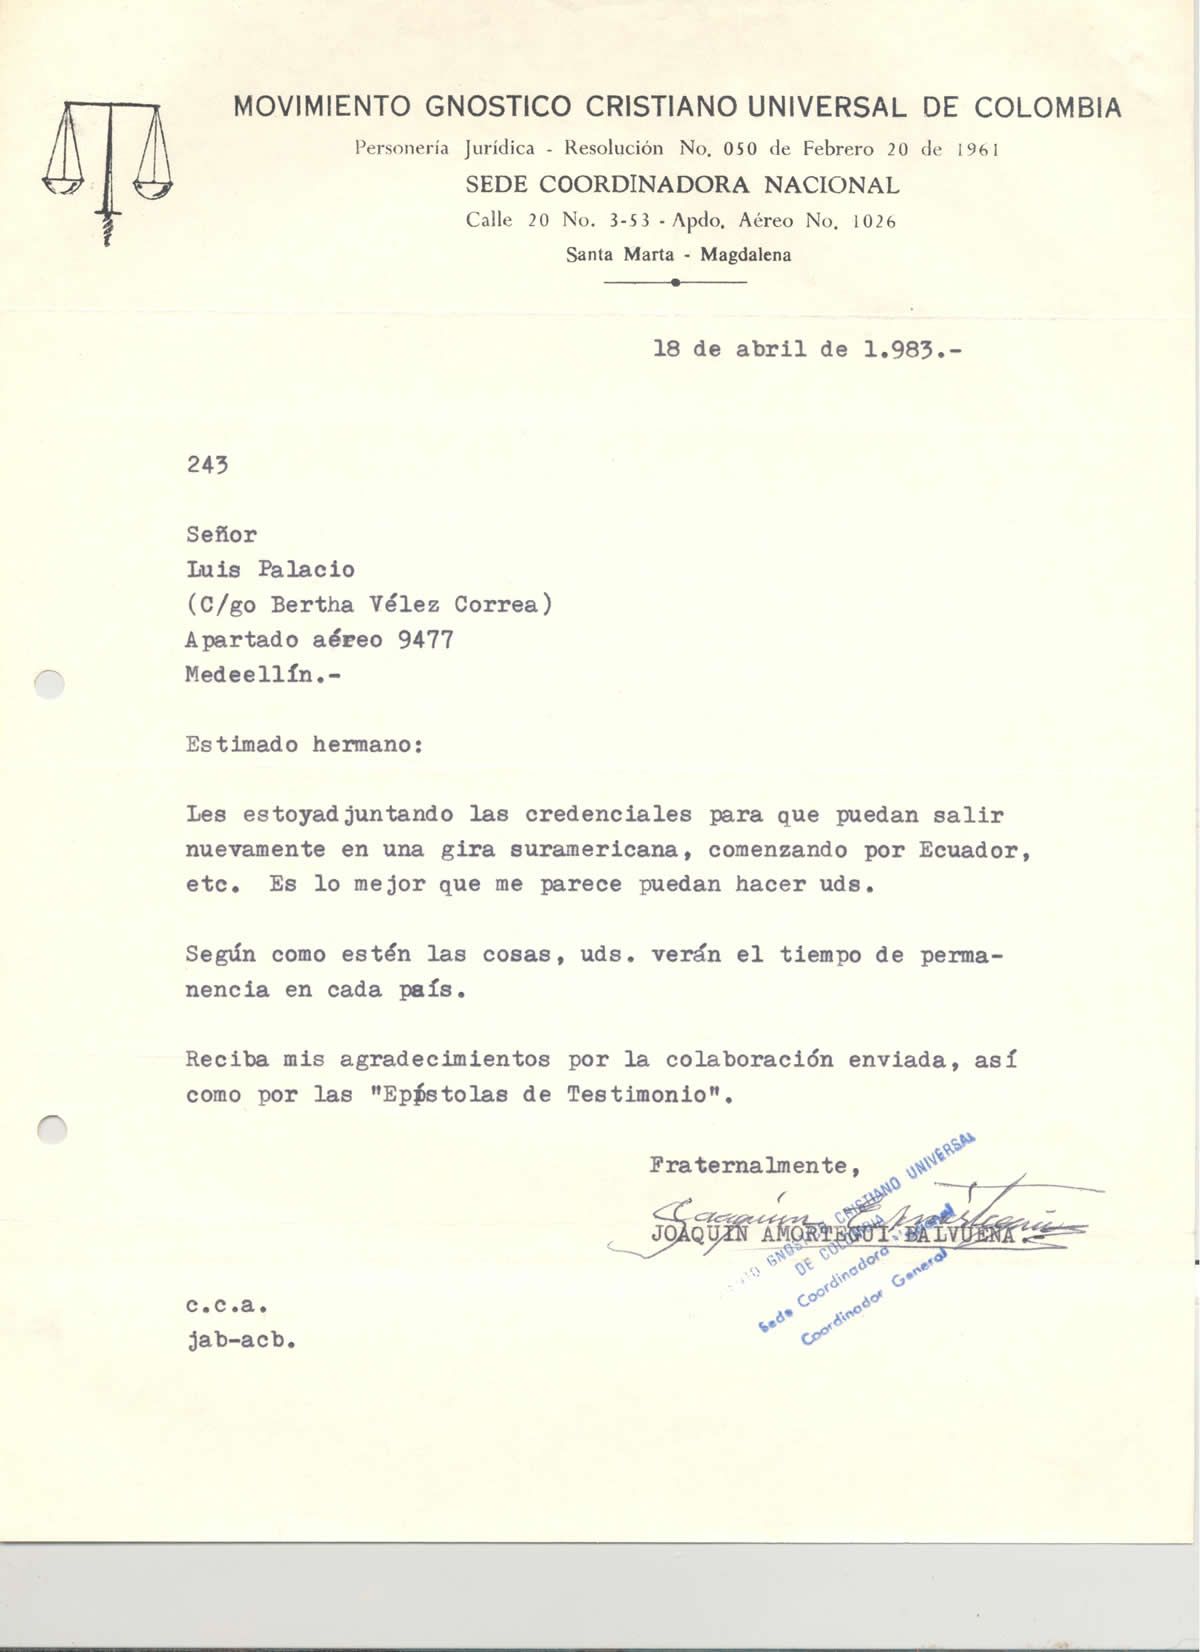 MOVIMIENTO GNOSTICO CRISTIANO UNIVERSAL DE COLOMBIA
Personería Jurídica - Resolución No. 050 de Febrero 20 de 1961
SEDE COORDINADORA NACIONAL
Calle 20 No. 3-53 - Apdo. Aéreo No. 1026
Santa Marta - Magdalena
18 de abril de 1.983.-
243
Señor
Luis Palacio
(C/go Bertha Vélez Correa)
Apartado aéreo 9477
Medeellín.-
Estimado hermano:
Les estoyadjuntando las credenciales para que puedan salir
nuevamente en una gira suramericana, comenzando por Ecuador,
etc. Es lo mejor que me parece puedan hacer uds.
Según como estén las cosas, uds. verán el tiempo de perma-
nencia en cada país.
Reciba mis agradecimientos por la colaboración enviada, así
como por las "Epístolas de Testimonio".
Fraternalmente,
JOAQUIN AMORTEGUI BALVUENA.-
GNOSTICO CRISTIANO UNIVERSAL
DE COLOMBIA
Sede Coordinadora Nacional
Coordinador General
c.c.a.
jab-acb.